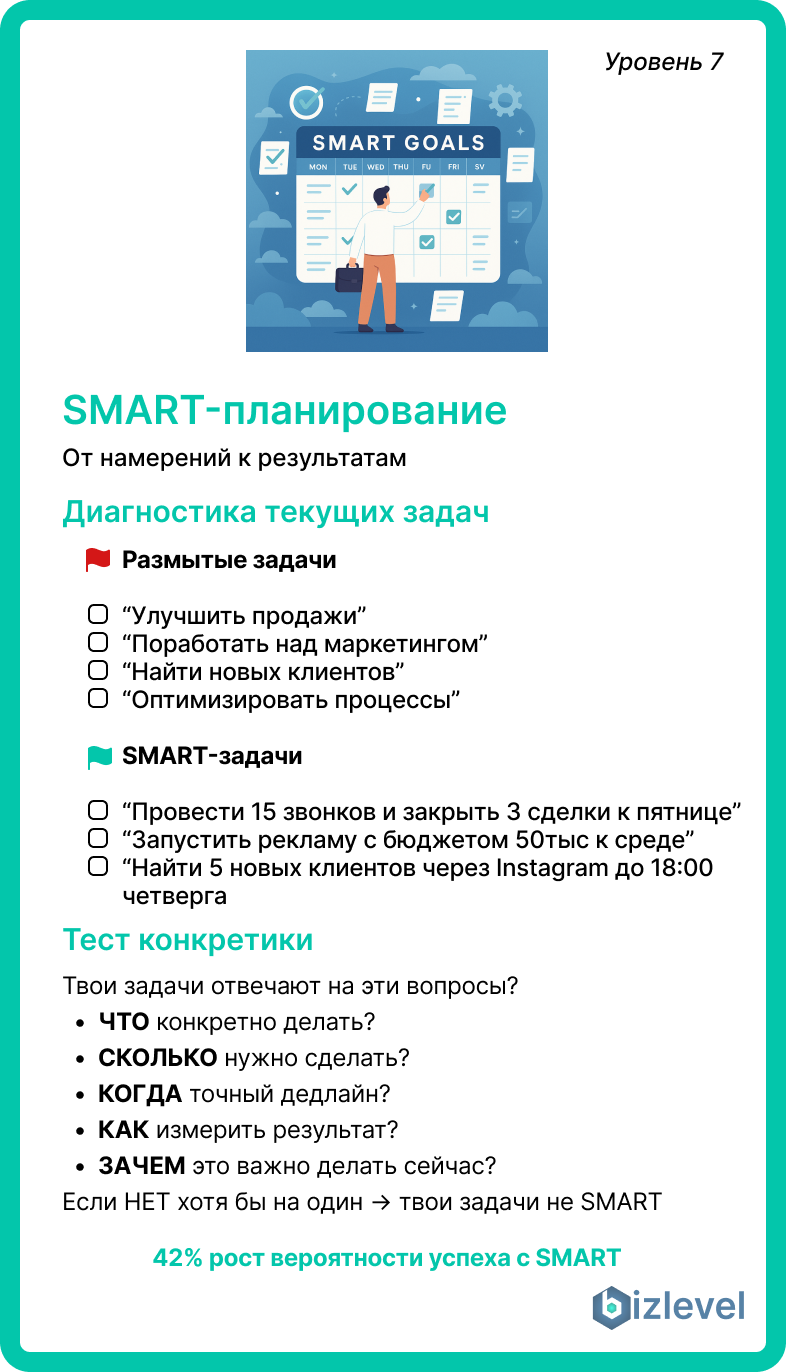 Уровень 7
SMART GOALS
MON TUE WED THU FU FRI SV
SMART-планирование
От намерений к результатам
Диагностика текущих задач
Размытые задачи
“Улучшить продажи”
“Поработать над маркетингом”
“Найти новых клиентов”
“Оптимизировать процессы”
SMART-задачи
“Провести 15 звонков и закрыть 3 сделки к пятнице”
“Запустить рекламу с бюджетом 50тыс к среде”
“Найти 5 новых клиентов через Instagram до 18:00
четверга
Тест конкретики
Твои задачи отвечают на эти вопросы?
• ЧТО конкретно делать?
• СКОЛЬКО нужно сделать?
• КОГДА точный дедлайн?
• КАК измерить результат?
• ЗАЧЕМ это важно делать сейчас?
Если НЕТ хотя бы на один → твои задачи не SMART
42% рост вероятности успеха с SMART
bizlevel